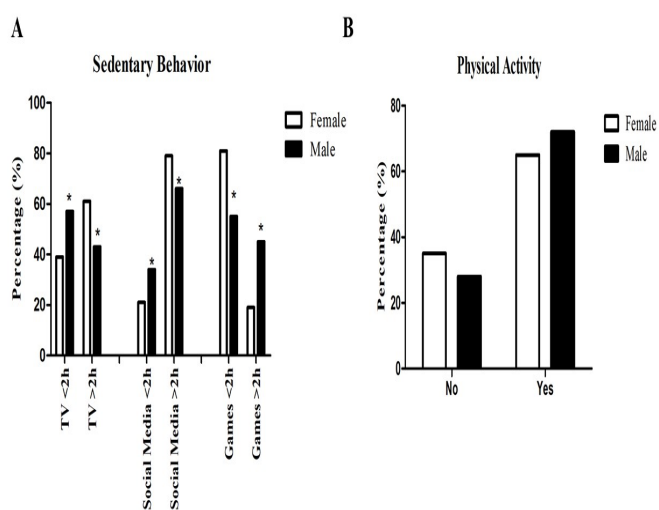 A
Sedentary Behavior
Percentage (%)
100
80
60
40
20
0
*
*
*
*
*
*
TV <2h
TV >2h
Social Media <2h
Social Media >2h
Games <2h
Games >2h
Female
Male
B
Physical Activity
Percentage (%)
80
60
40
20
0
No
Yes
Female
Male